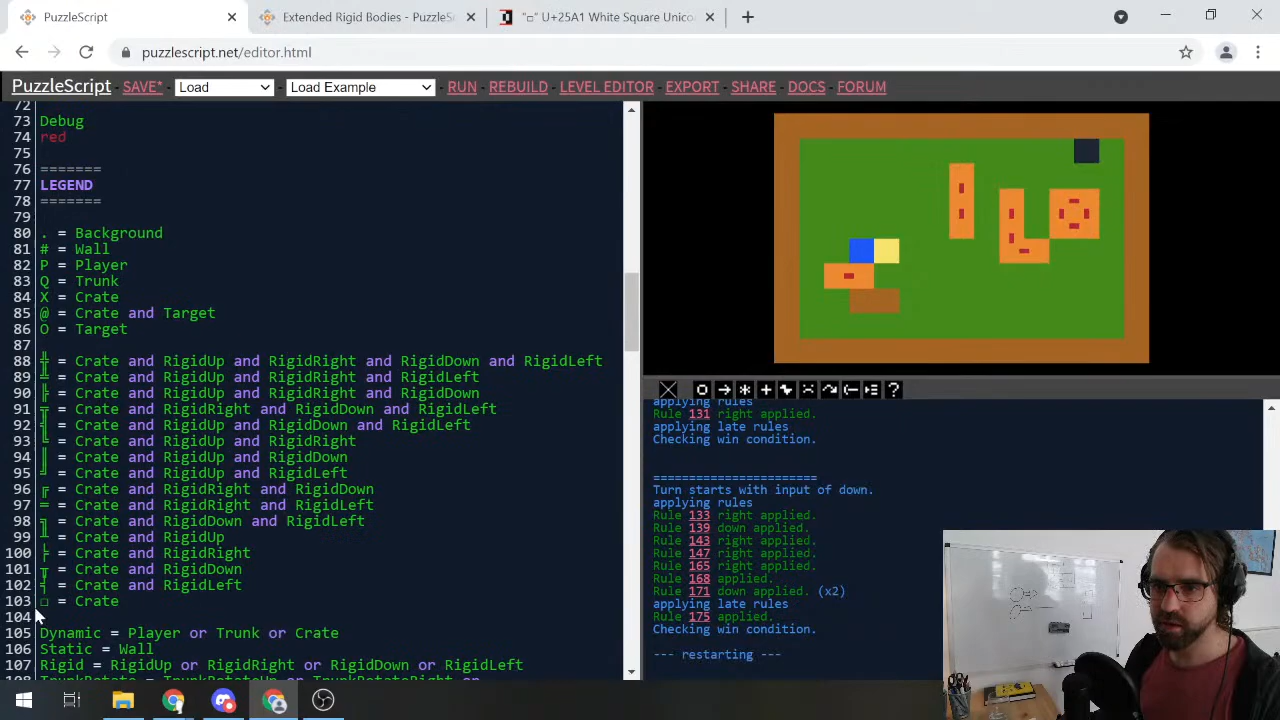 PuzzleScript
Extended Rigid Bodies - PuzzleS
"□" U+25A1 White Square Unico
puzzlescript.net/editor.html
PuzzleScript SAVE* - Load Load Example - RUN - REBUILD - LEVEL EDITOR - EXPORT - SHARE - DOCS - FORUM
72
73 Debug
74 red
75
76 =======
77 LEGEND
78 =======
79
80 . = Background
81 # = Wall
82 P = Player
83 Q = Trunk
84 X = Crate
85 @ = Crate and Target
86 O = Target
87
88 ╬ = Crate and RigidUp and RigidRight and RigidDown and RigidLeft
89 ╩ = Crate and RigidUp and RigidRight and RigidLeft
90 ╠ = Crate and RigidUp and RigidRight and RigidDown
91 ╦ = Crate and RigidRight and RigidDown and RigidLeft
92 ╣ = Crate and RigidUp and RigidDown and RigidLeft
93 ╚ = Crate and RigidUp and RigidRight
94 ║ = Crate and RigidUp and RigidDown
95 ╝ = Crate and RigidUp and RigidLeft
96 ╔ = Crate and RigidRight and RigidDown
97 ═ = Crate and RigidRight and RigidLeft
98 ╗ = Crate and RigidDown and RigidLeft
99 ╨ = Crate and RigidUp
100 ╞ = Crate and RigidRight
101 ╥ = Crate and RigidDown
102 ╡ = Crate and RigidLeft
103 □ = Crate
104
105 Dynamic = Player or Trunk or Crate
106 Static = Wall
107 Rigid = RigidUp or RigidRight or RigidDown or RigidLeft
108 TrunkRotate = TrunkRotateUp or TrunkRotateRight or
applying rules
Rule 131 right applied.
applying late rules
Checking win condition.
=======================
Turn starts with input of down.
applying rules
Rule 133 right applied.
Rule 139 down applied.
Rule 143 right applied.
Rule 147 right applied.
Rule 165 right applied.
Rule 168 applied.
Rule 171 down applied. (x2)
applying late rules
Rule 175 applied.
Checking win condition.
--- restarting ---